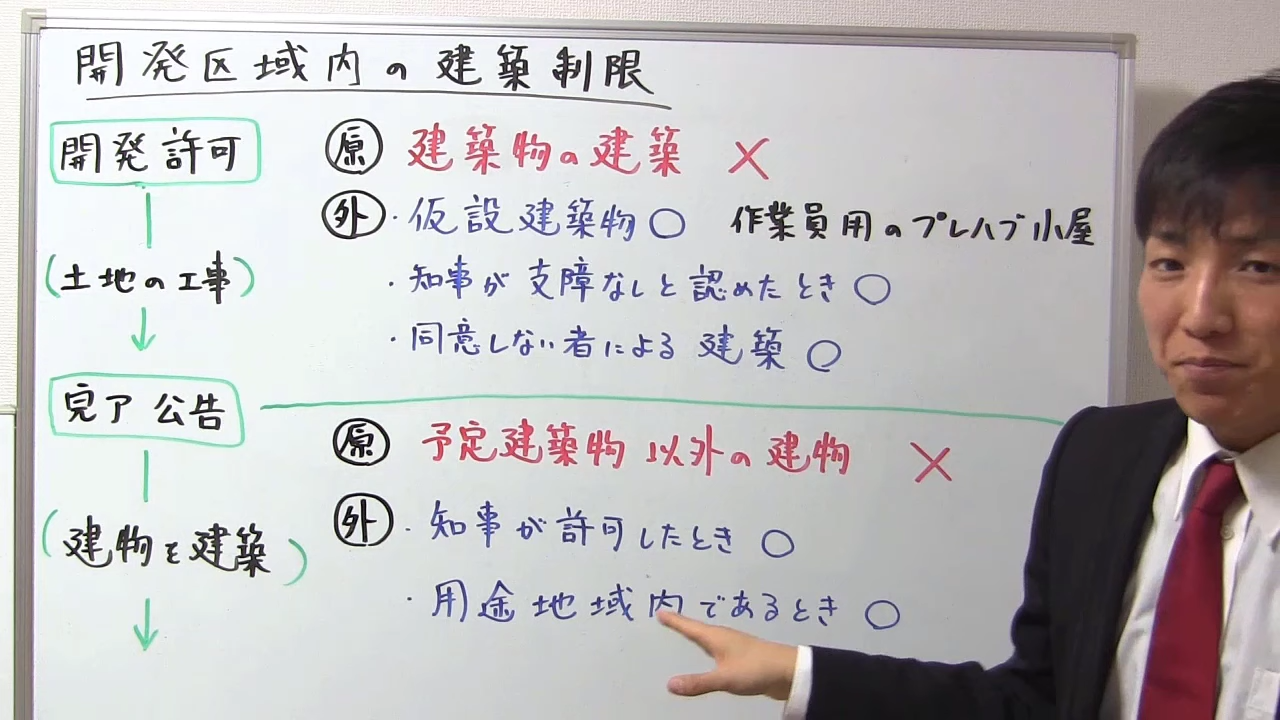 開発区域内の建築制限
開発許可
(土地の工事)
完了公告
(建物を建築)
原 建築物の建築 ×
外 ・仮設建築物○ 作業員用のプレハブ小屋
・知事が支障なしと認めたとき○
・同意しない者による建築○
原 予定建築物以外の建物 ×
外 ・知事が許可したとき○
・用途地域内であるとき○